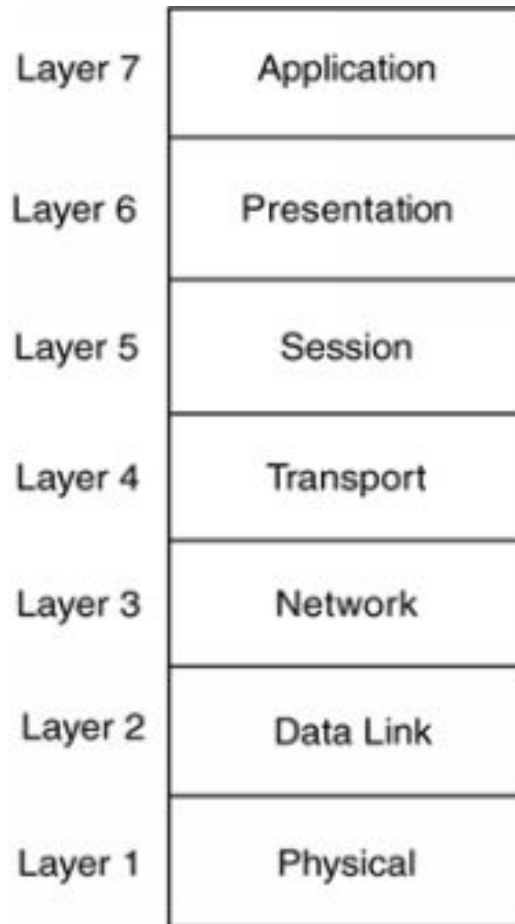 Layer 7 Application
Layer 6 Presentation
Layer 5 Session
Layer 4 Transport
Layer 3 Network
Layer 2 Data Link
Layer 1 Physical